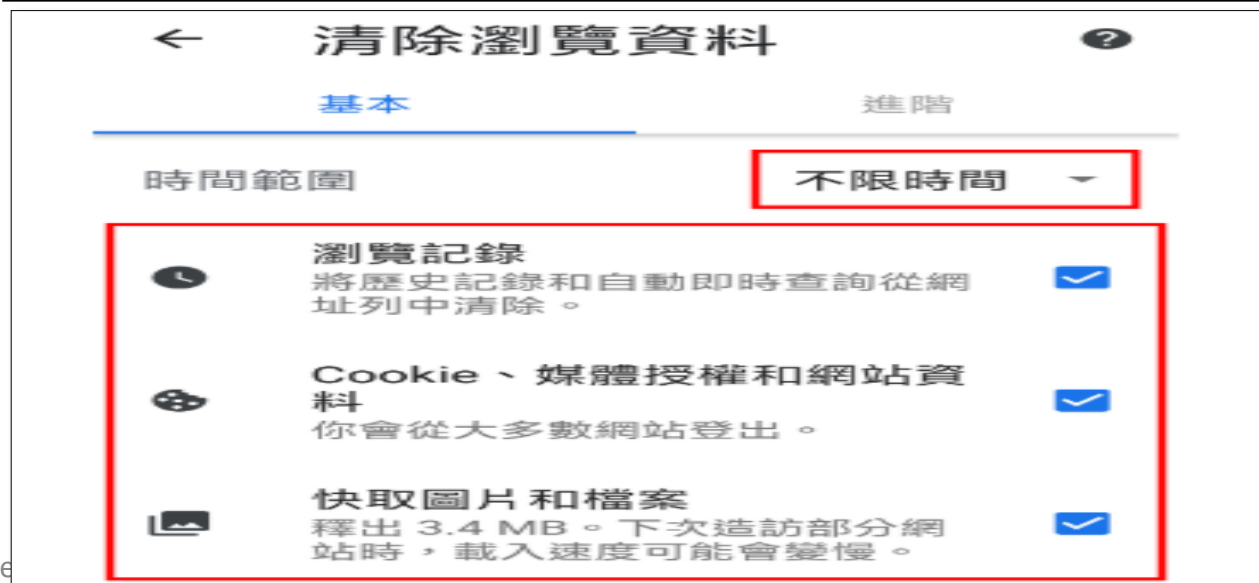 清除瀏覽資料
基本
進階
時間範圍
不限時間
瀏覽記錄
將歷史記錄和自動即時查詢從網
址列中清除。
Cookie、媒體授權和網站資
料
你會從大多數網站登出。
快取圖片和檔案
釋出 3.4 MB。下次造訪部分網
站時，載入速度可能會變慢。
e